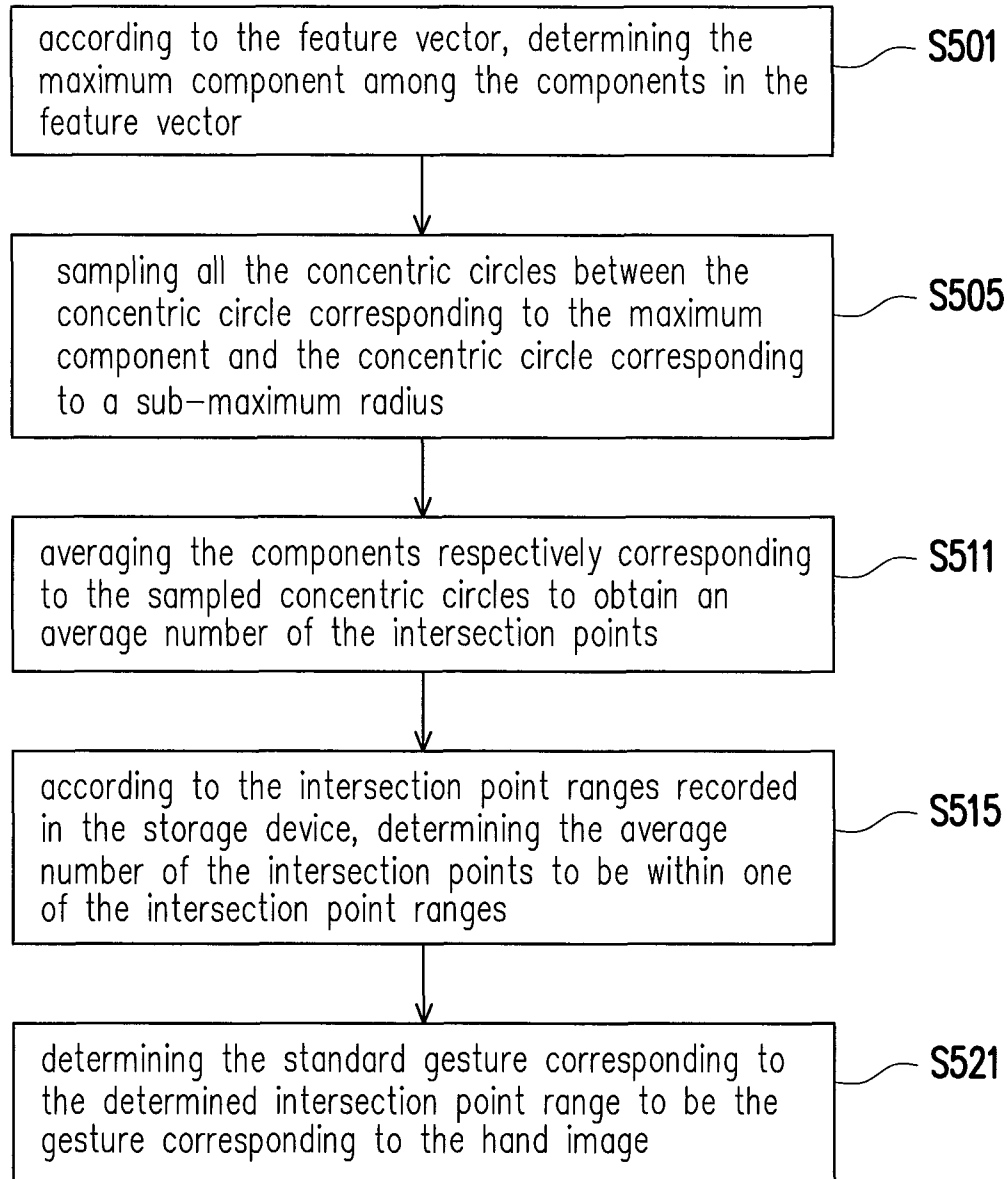 according to the feature vector, determining the
maximum component among the components in the
feature vector
S501
sampling all the concentric circles between the
concentric circle corresponding to the maximum
component and the concentric circle corresponding
to a sub-maximum radius
S505
averaging the components respectively corresponding
to the sampled concentric circles to obtain an
average number of the intersection points
S511
according to the intersection point ranges recorded
in the storage device, determining the average
number of the intersection points to be within one
of the intersection point ranges
S515
determining the standard gesture corresponding to
the determined intersection point range to be the
gesture corresponding to the hand image
S521